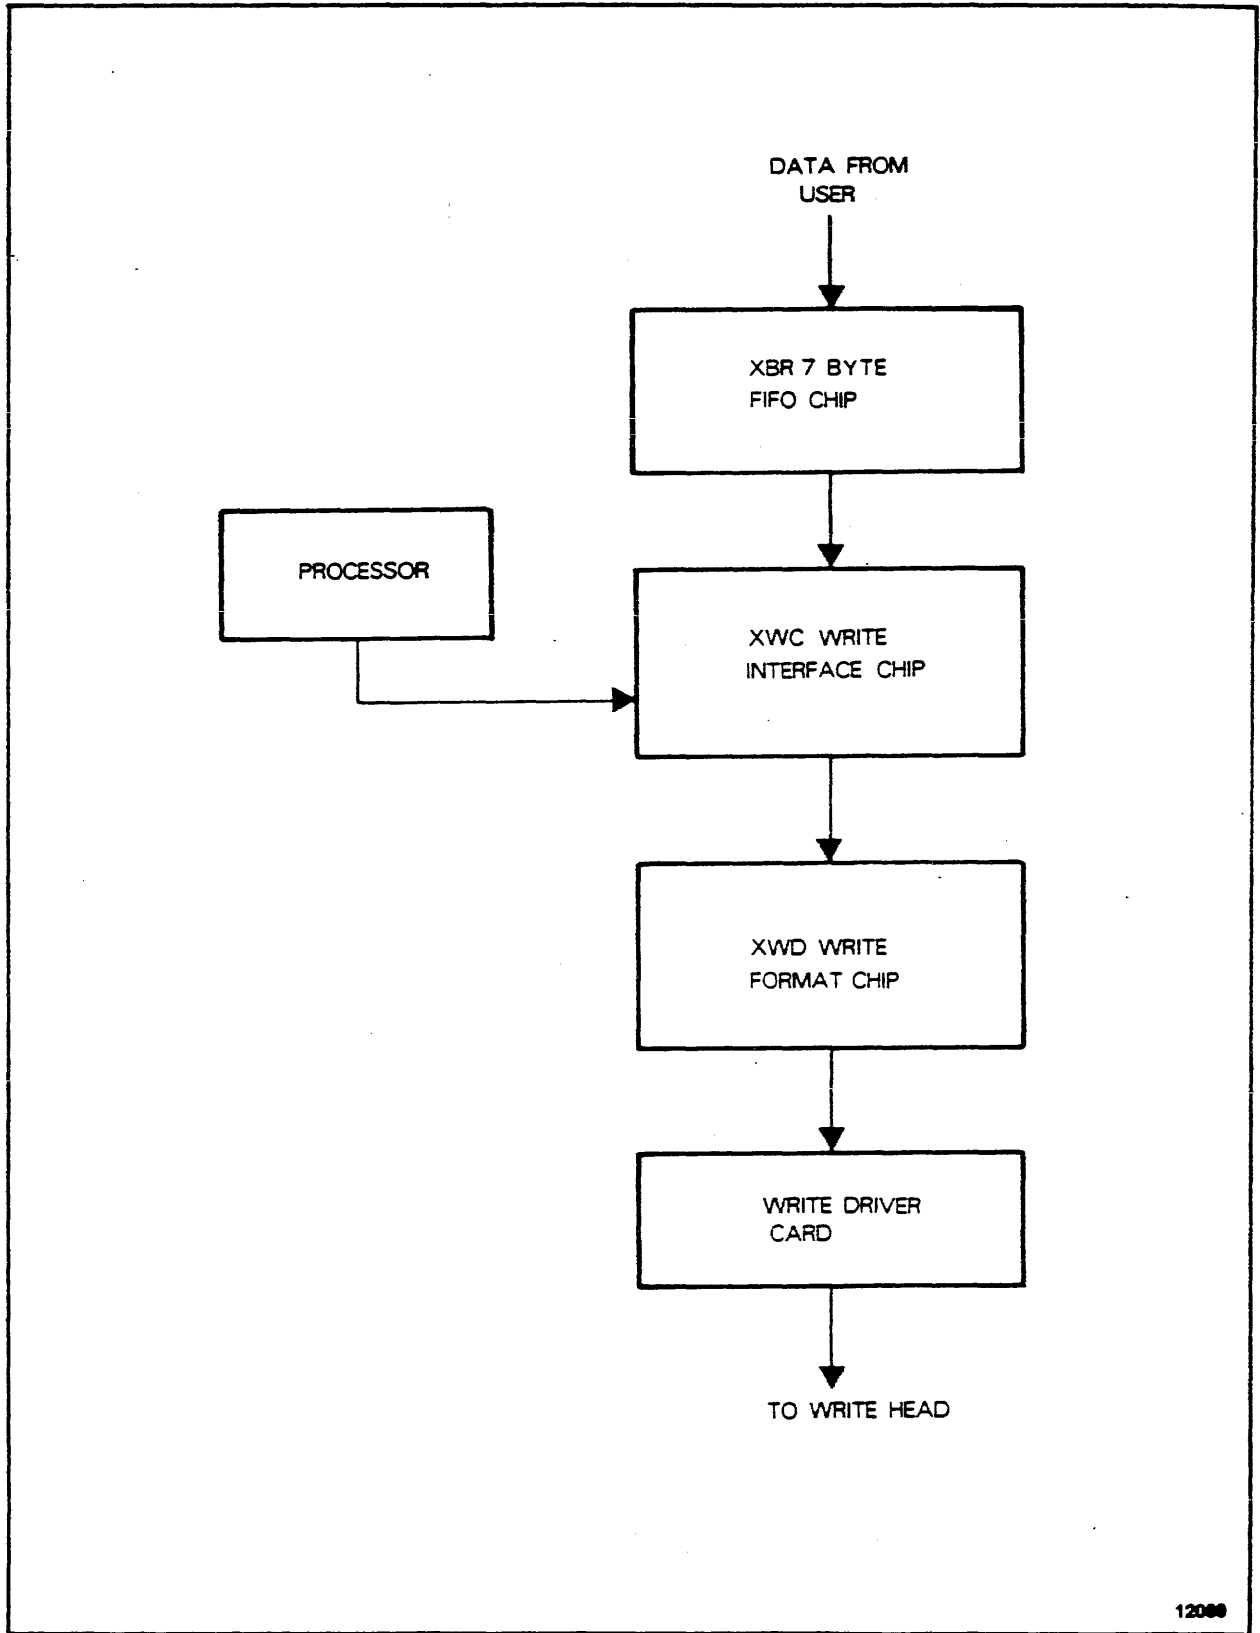 DATA FROM
USER
XBR 7 BYTE
FIFO CHIP
PROCESSOR
XWC WRITE
INTERFACE CHIP
XWD WRITE
FORMAT CHIP
WRITE DRIVER
CARD
TO WRITE HEAD